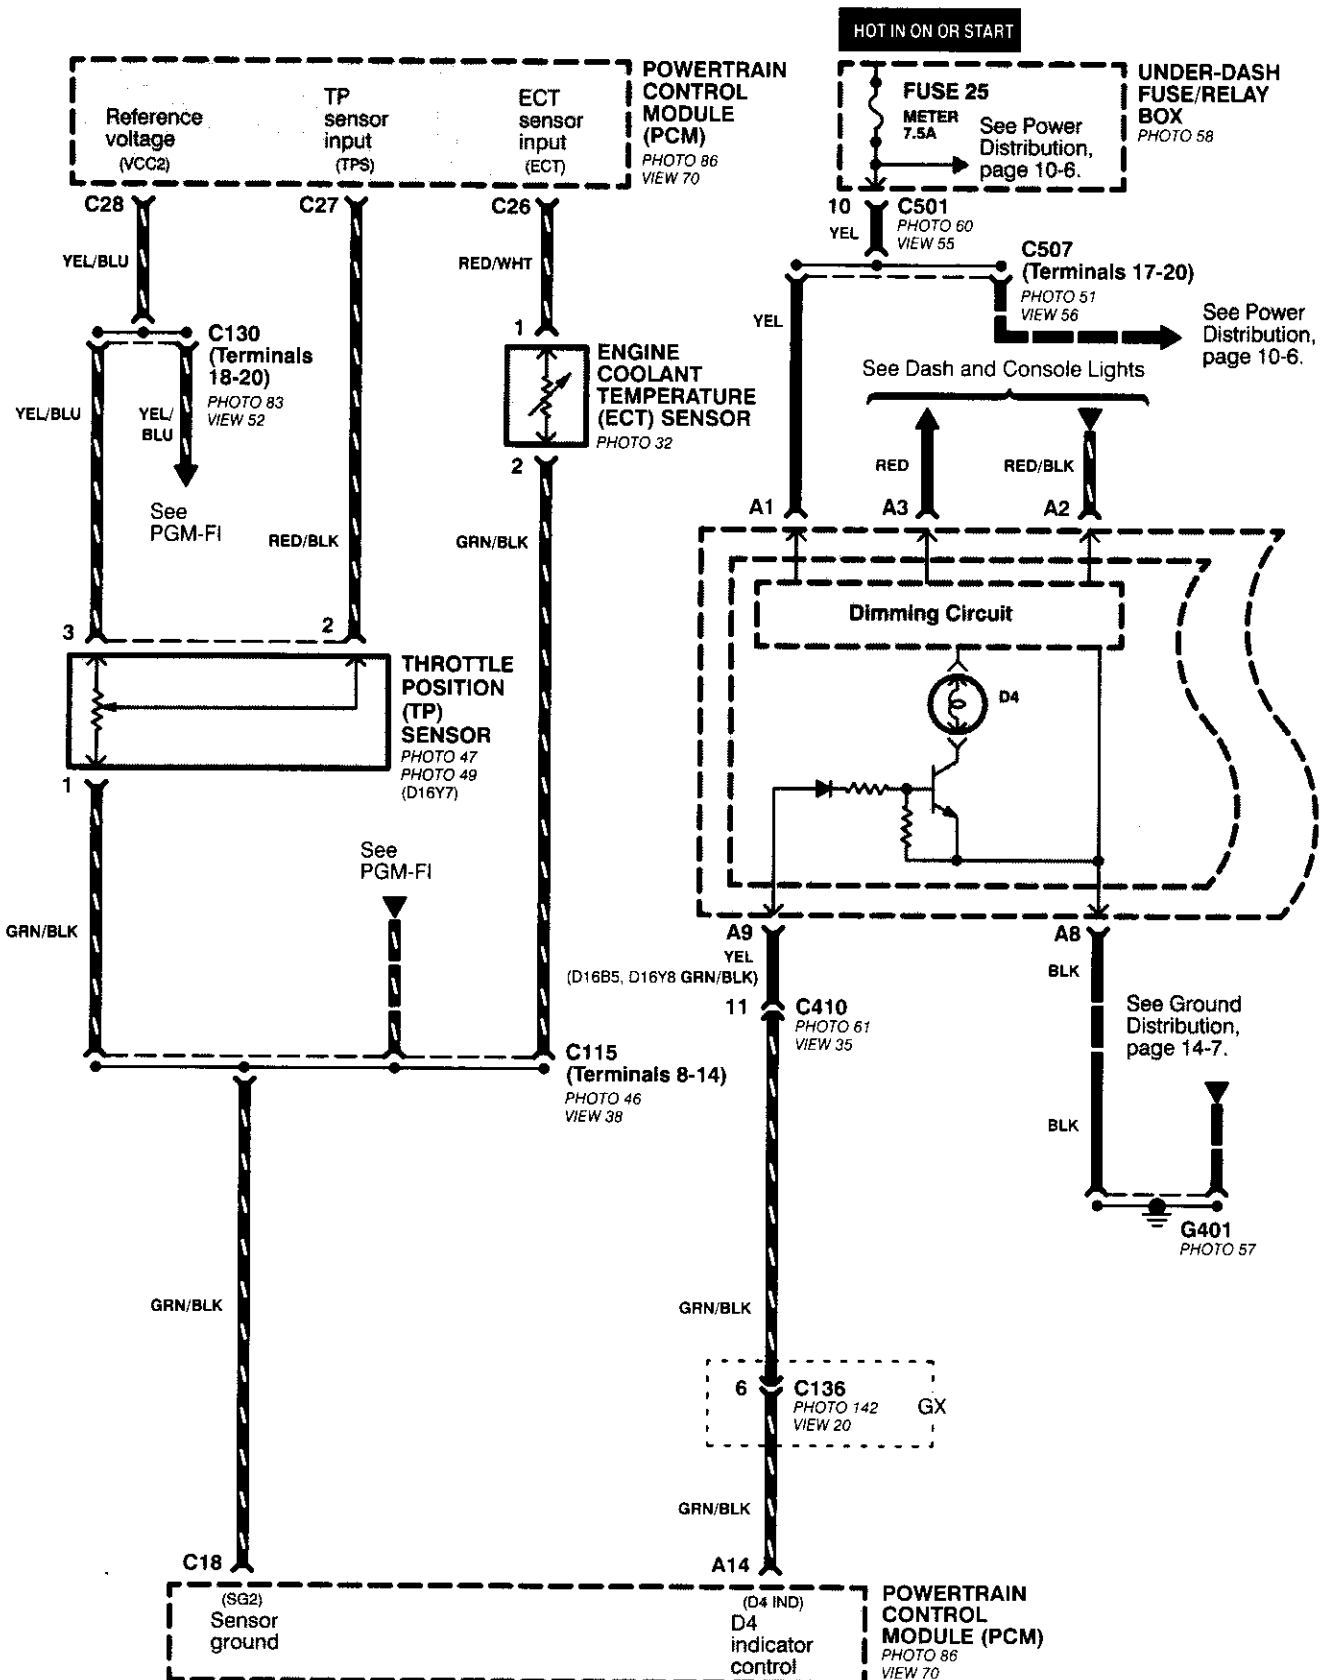 HOT IN ON OR START
POWERTRAIN
CONTROL
MODULE
(PCM)
PHOTO 86
VIEW 70
Reference
voltage
(VCC2)
TP
sensor
input
(TPS)
ECT
sensor
input
(ECT)
FUSE 25
METER
7.5A
See Power
Distribution,
page 10-6.
UNDER-DASH
FUSE/RELAY
BOX
PHOTO 58
C28
C27
C26
10
C501
PHOTO 60
VIEW 55
YEL
YEL/BLU
RED/WHT
C507
(Terminals 17-20)
PHOTO 51
VIEW 56
See Power
Distribution,
page 10-6.
YEL
C130
(Terminals
18-20)
PHOTO 83
VIEW 52
1
ENGINE
COOLANT
TEMPERATURE
(ECT) SENSOR
PHOTO 32
See Dash and Console Lights
YEL/BLU
YEL/
BLU
2
RED
RED/BLK
See
PGM-FI
RED/BLK
GRN/BLK
A1
A3
A2
Dimming Circuit
3
2
THROTTLE
POSITION
(TP)
SENSOR
PHOTO 47
PHOTO 49
(D16Y7)
D4
1
See
PGM-FI
GRN/BLK
A9
YEL
(D16B5, D16Y8 GRN/BLK)
A8
BLK
11
C410
PHOTO 61
VIEW 35
See Ground
Distribution,
page 14-7.
C115
(Terminals 8-14)
PHOTO 46
VIEW 38
BLK
G401
PHOTO 57
GRN/BLK
GRN/BLK
6
C136
PHOTO 142
VIEW 20
GX
GRN/BLK
C18
A14
(SG2)
Sensor
ground
(D4 IND)
D4
indicator
control
POWERTRAIN
CONTROL
MODULE (PCM)
PHOTO 86
VIEW 70